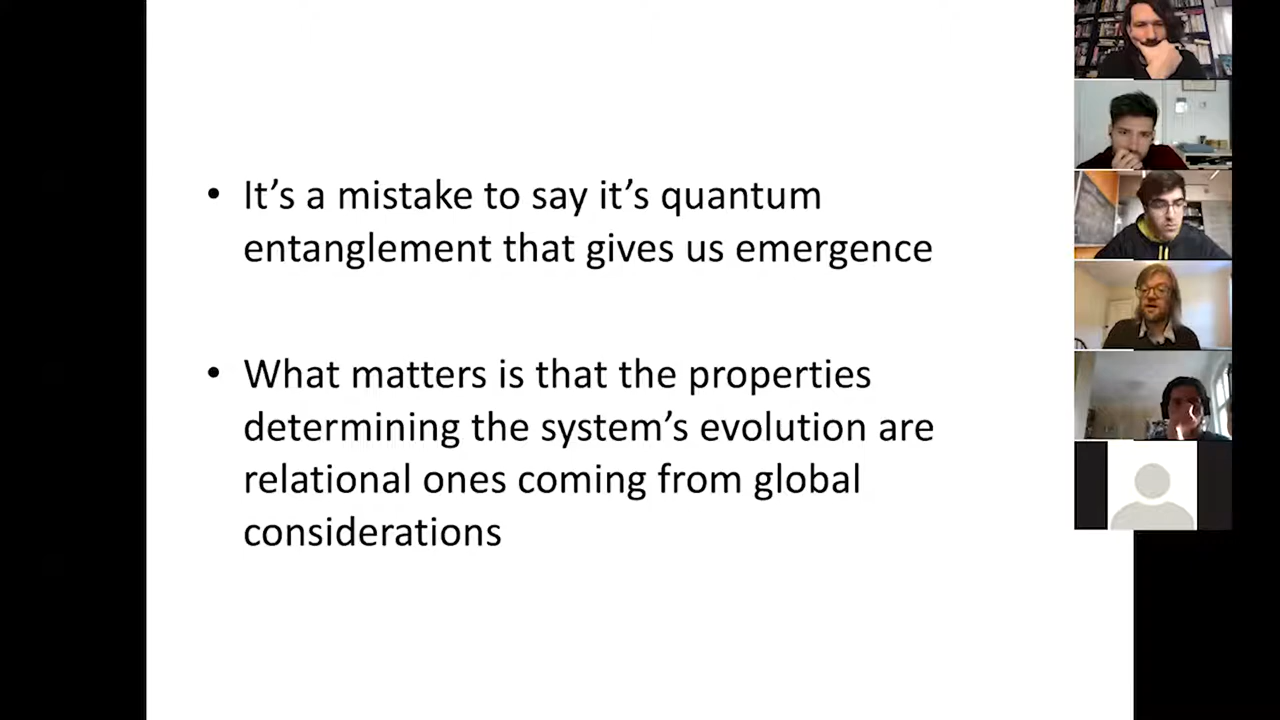 • It’s a mistake to say it’s quantum
entanglement that gives us emergence
• What matters is that the properties
determining the system’s evolution are
relational ones coming from global
considerations